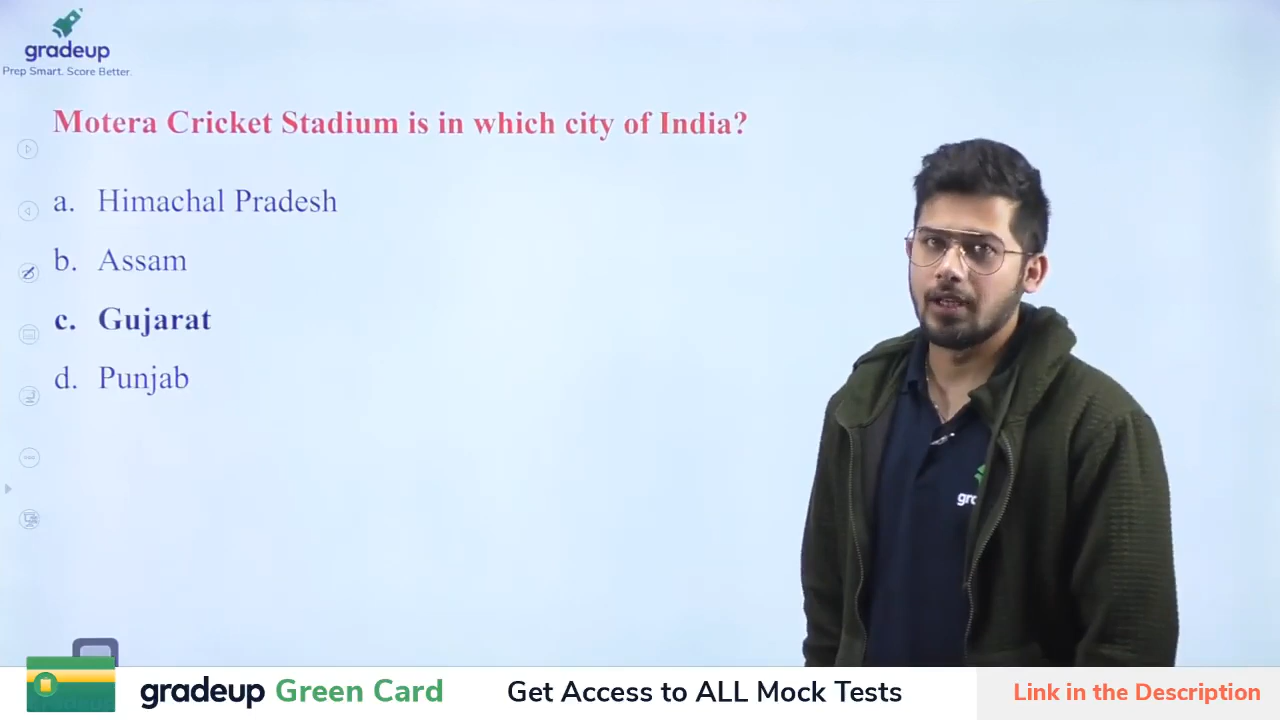 gradeup
Prep Smart. Score Better.
Motera Cricket Stadium is in which city of India?
a. Himachal Pradesh
b. Assam
c. Gujarat
d. Punjab
gradeup Green Card
Get Access to ALL Mock Tests
Link in the Description